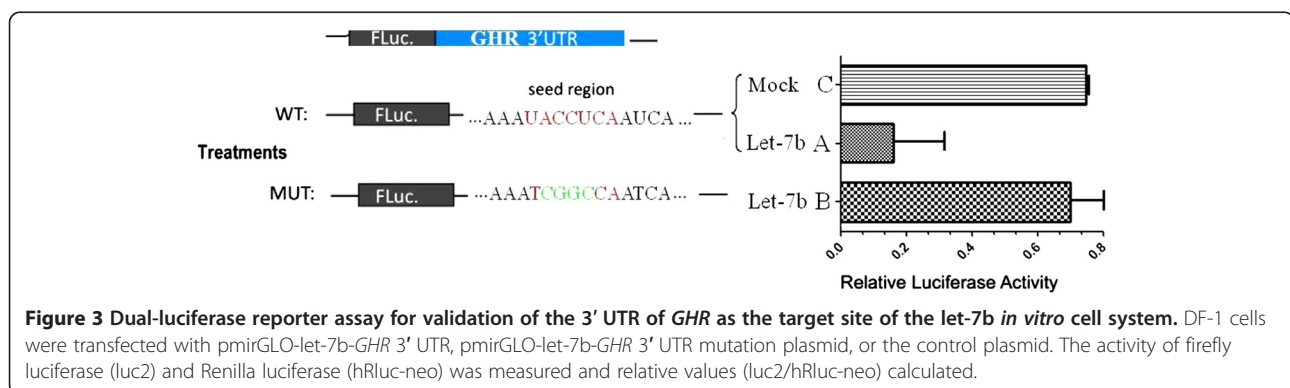 FLuc. GHR 3'UTR
seed region
WT: FLuc. ...AAAUACCUCAAUCA ...
Mock C
Let-7b A
Treatments
MUT: FLuc. ...AAATCGGCCAATCA...
Let-7b B
0.0 0.2 0.4 0.6 0.8
Relative Luciferase Activity
Figure 3 Dual-luciferase reporter assay for validation of the 3′ UTR of GHR as the target site of the let-7b in vitro cell system. DF-1 cells
were transfected with pmirGLO-let-7b-GHR 3′ UTR, pmirGLO-let-7b-GHR 3′ UTR mutation plasmid, or the control plasmid. The activity of firefly
luciferase (luc2) and Renilla luciferase (hRluc-neo) was measured and relative values (luc2/hRluc-neo) calculated.